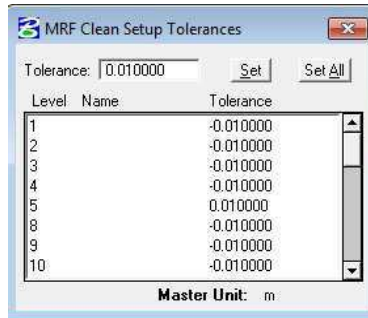 MRF Clean Setup Tolerances
Tolerance: 0.010000 Set Set All
Level Name Tolerance
1 -0.010000
2 -0.010000
3 -0.010000
4 -0.010000
5 0.010000
8 -0.010000
9 -0.010000
10 -0.010000
Master Unit: m